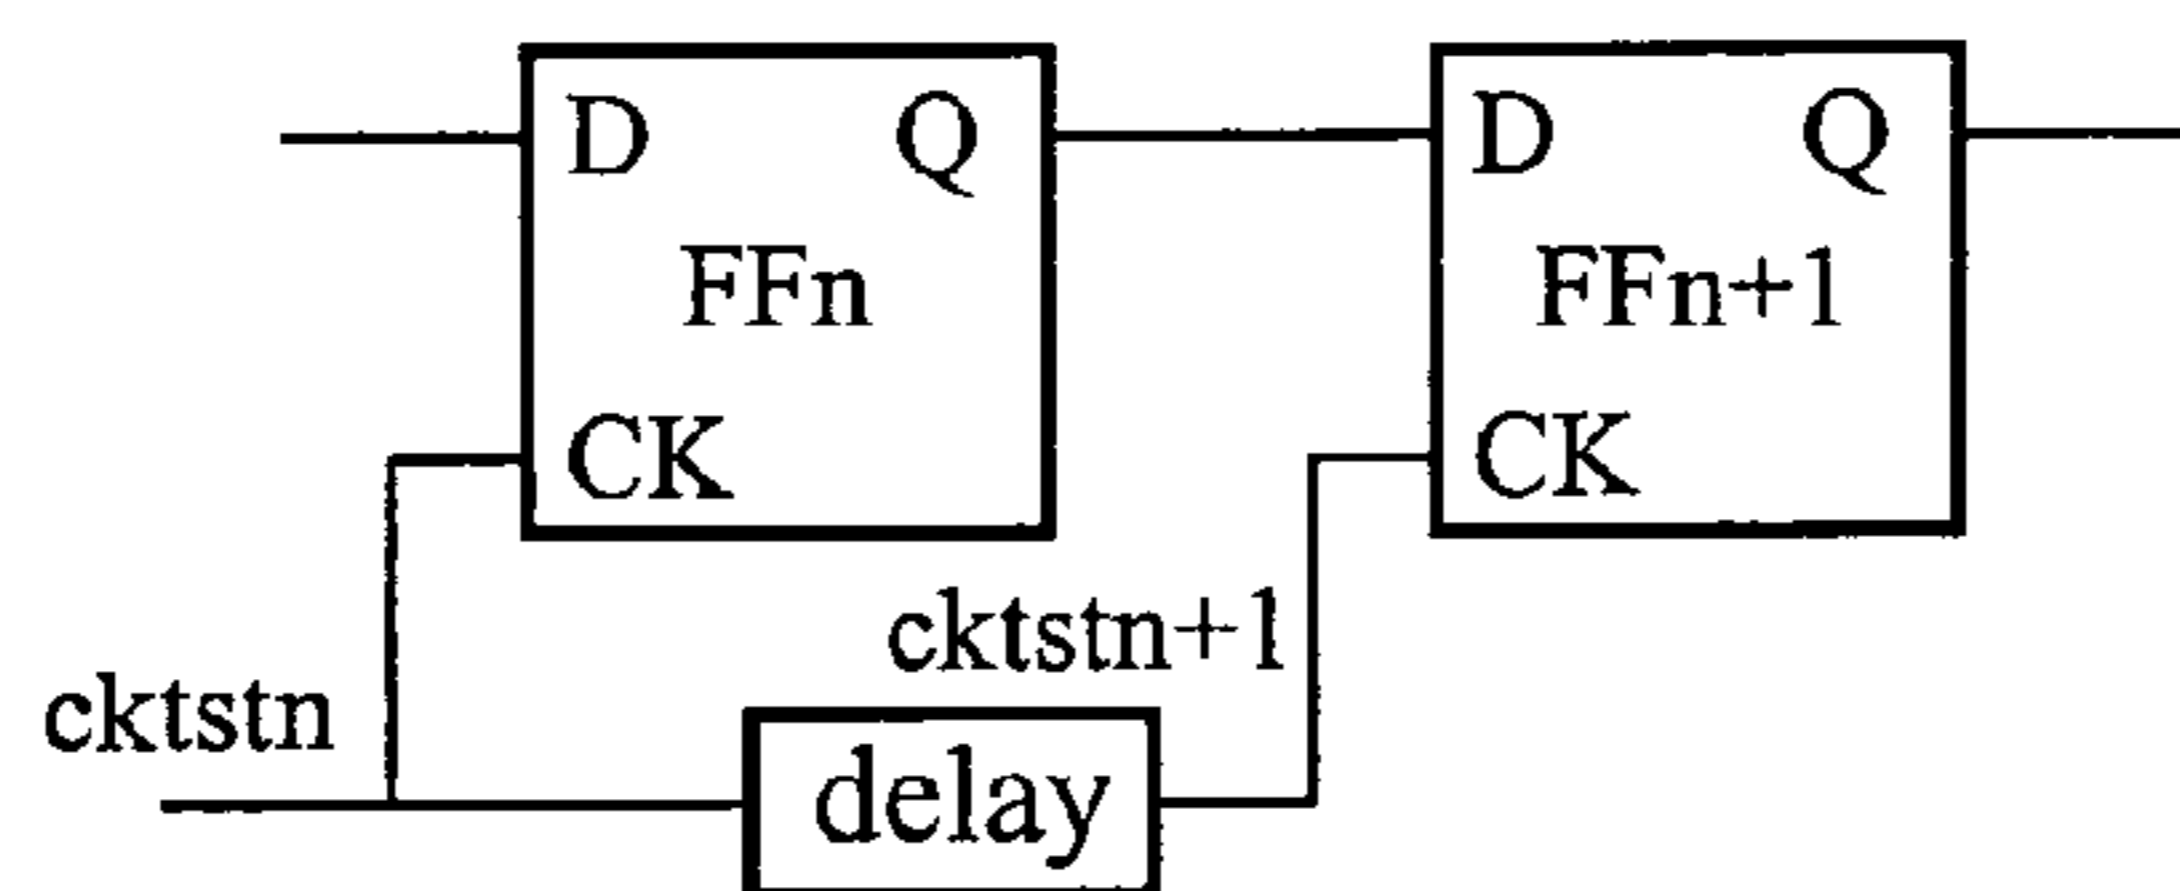 D Q D Q
FFn FFn+1
CK CK
cktstn+1
cktstn
delay